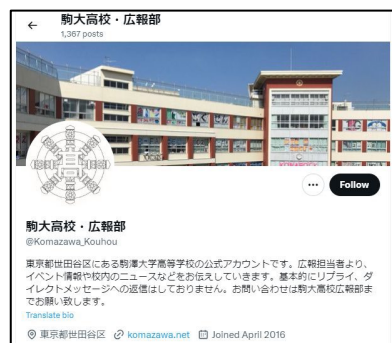 駒大高校・広報部
1,367 posts
Follow
駒大高校・広報部
@Komazawa_Kouhou
東京都世田谷区にある駒澤大学高等学校の公式アカウントです。広報担当者より、
イベント情報や校内のニュースなどをお伝えしていきます。基本的にリプライ、ダ
イレクトメッセージへの返信はしておりません。お問い合わせは駒大高校広報部ま
でお願い致します。
Translate bio
東京都世田谷区 komazawa.net Joined April 2016